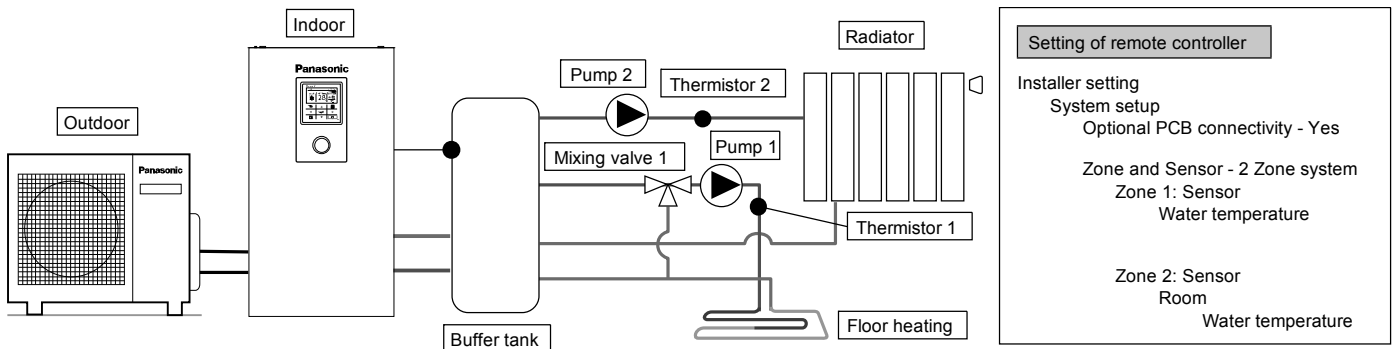 Outdoor
Panasonic
Indoor
Panasonic
Buffer tank
Pump 2
Thermistor 2
Mixing valve 1
Pump 1
Radiator
Thermistor 1
Floor heating
Setting of remote controller
Installer setting
System setup
Optional PCB connectivity - Yes
Zone and Sensor - 2 Zone system
Zone 1: Sensor
Water temperature
Zone 2: Sensor
Room
Water temperature